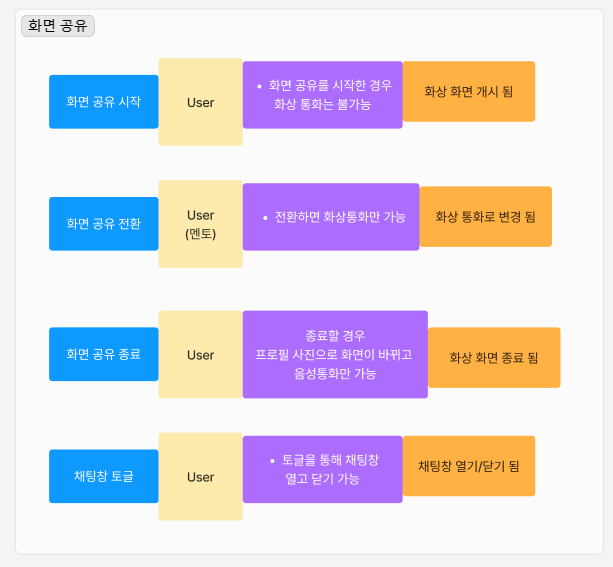 화면 공유
화면 공유 시작
User
• 화면 공유를 시작한 경우
화상 통화는 불가능
화상 화면 개시 됨
화면 공유 전환
User
(멘토)
• 전환하면 화상통화만 가능
화상 통화로 변경 됨
화면 공유 종료
User
종료할 경우
프로필 사진으로 화면이 바뀌고
음성통화만 가능
화상 화면 종료 됨
채팅창 토글
User
• 토글을 통해 채팅창
열고 닫기 가능
채팅창 열기/닫기 됨